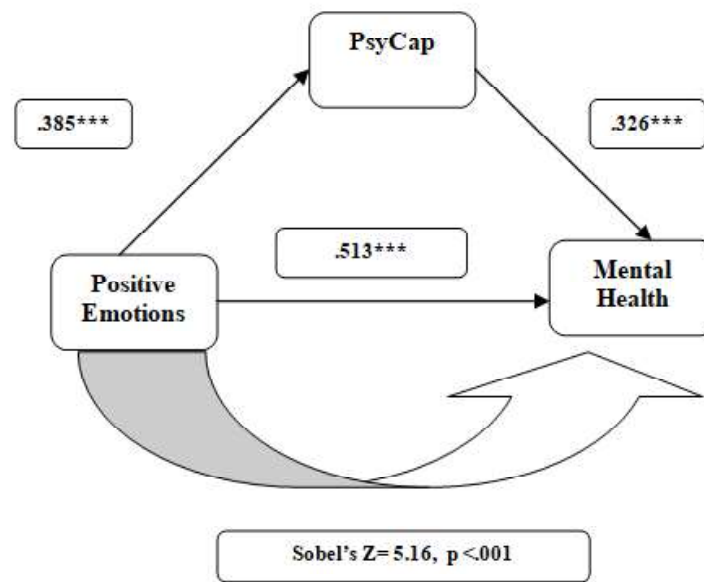 PsyCap
.385***
.326***
.513***
Positive
Emotions
Mental
Health
Sobel's Z= 5.16, p <.001